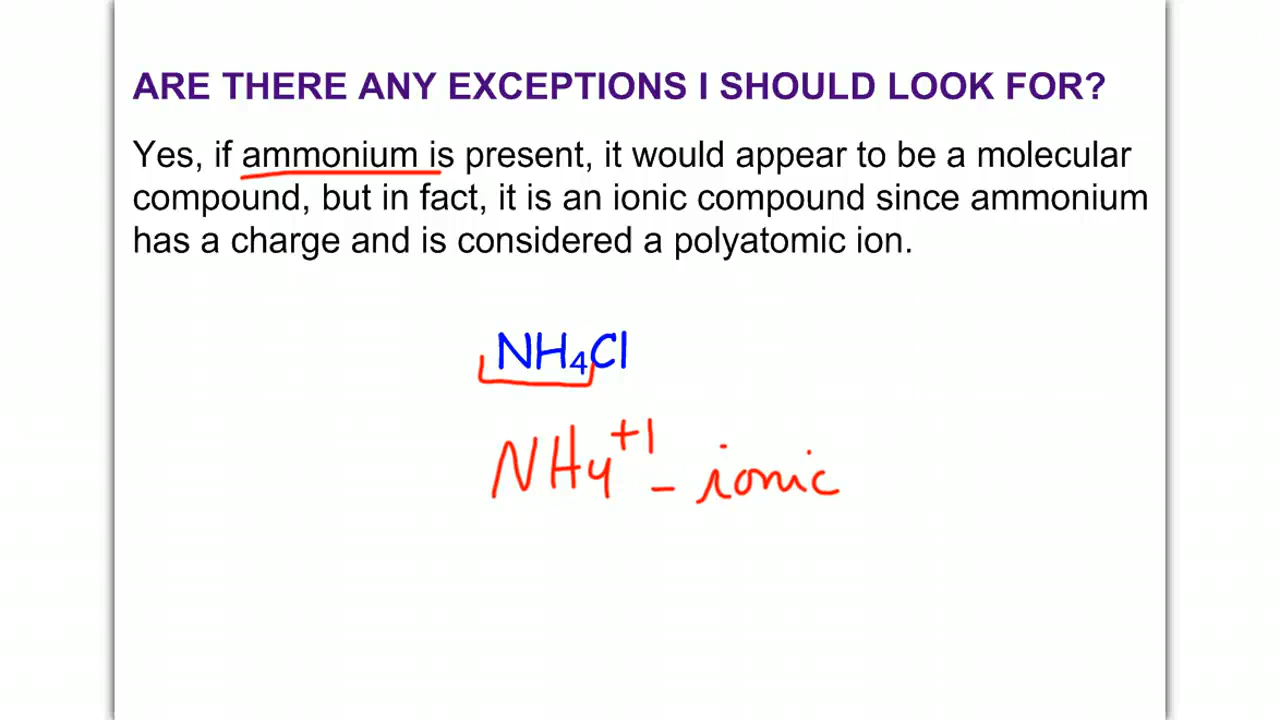 ARE THERE ANY EXCEPTIONS I SHOULD LOOK FOR?
Yes, if ammonium is present, it would appear to be a molecular
compound, but in fact, it is an ionic compound since ammonium
has a charge and is considered a polyatomic ion.
NH₄Cl
NH₄⁺¹ - ionic